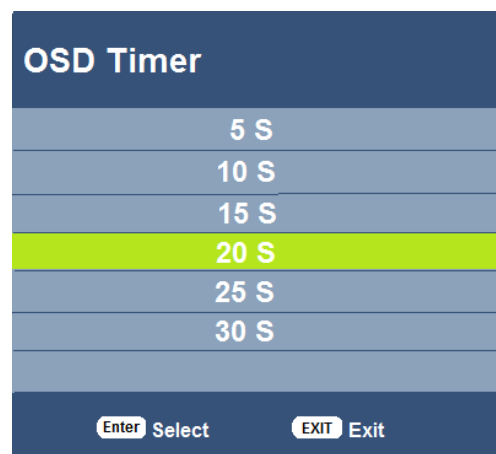 OSD Timer
5 S
10 S
15 S
20 S
25 S
30 S
Enter Select EXIT Exit